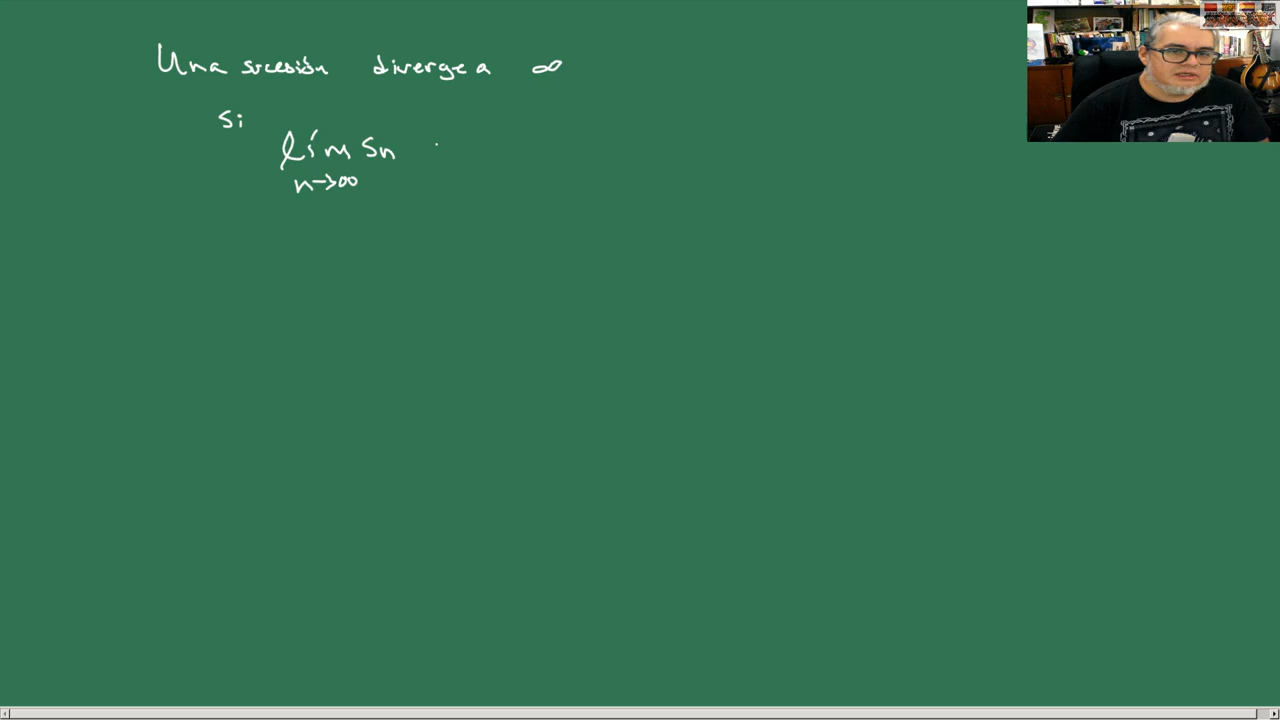 Una sucesión diverge a ∞
Si
lím Sn
n→∞